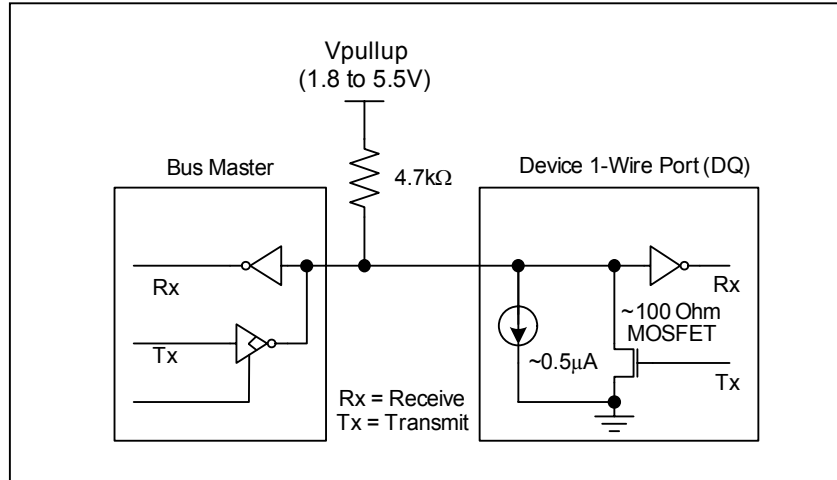 Vpullup
(1.8 to 5.5V)
4.7kΩ
Bus Master
Device 1-Wire Port (DQ)
Rx
Tx
Rx = Receive
Tx = Transmit
~0.5µA
Rx
~100 Ohm
MOSFET
Tx